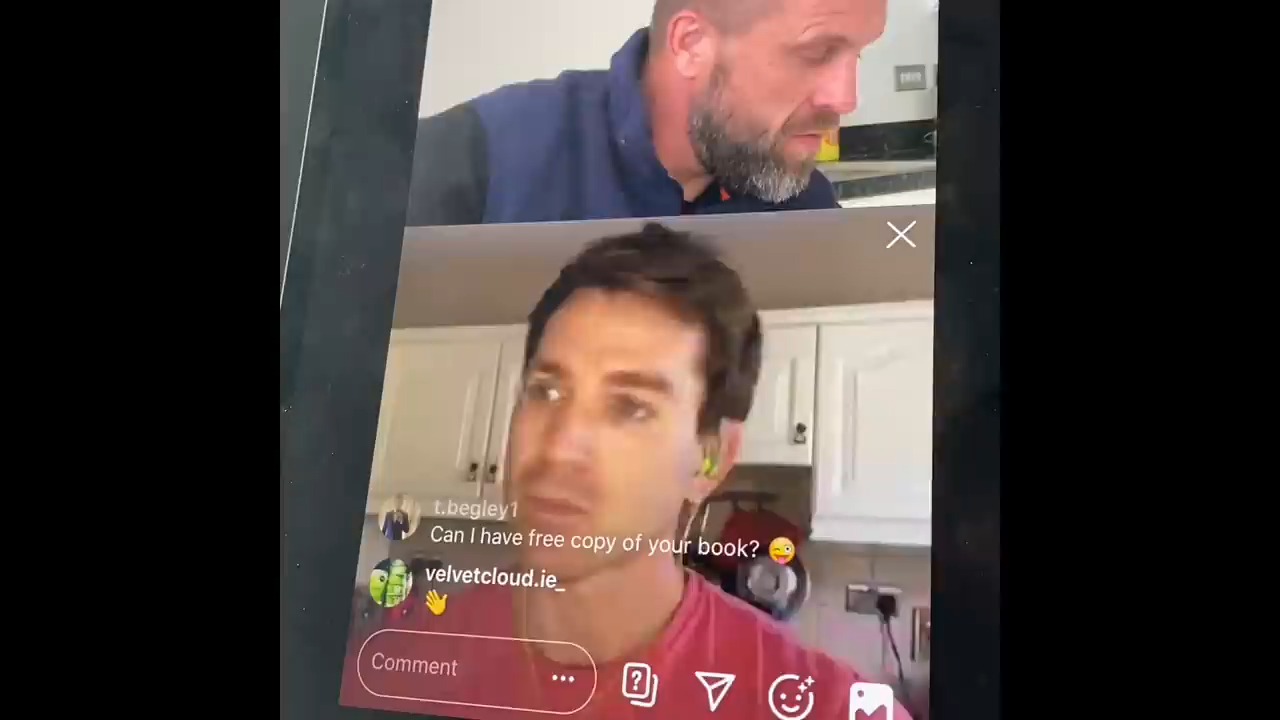 t.begley1
Can I have free copy of your book? 😜
velvetcloud.ie_
👋
Comment